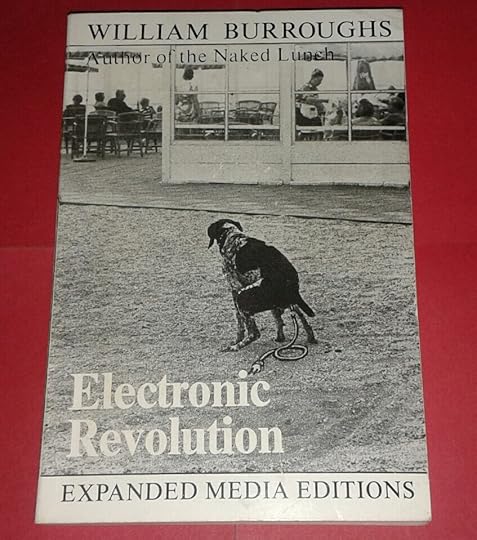 WILLIAM BURROUGHS
Author of the Naked Lunch
Electronic
Revolution
EXPANDED MEDIA EDITIONS